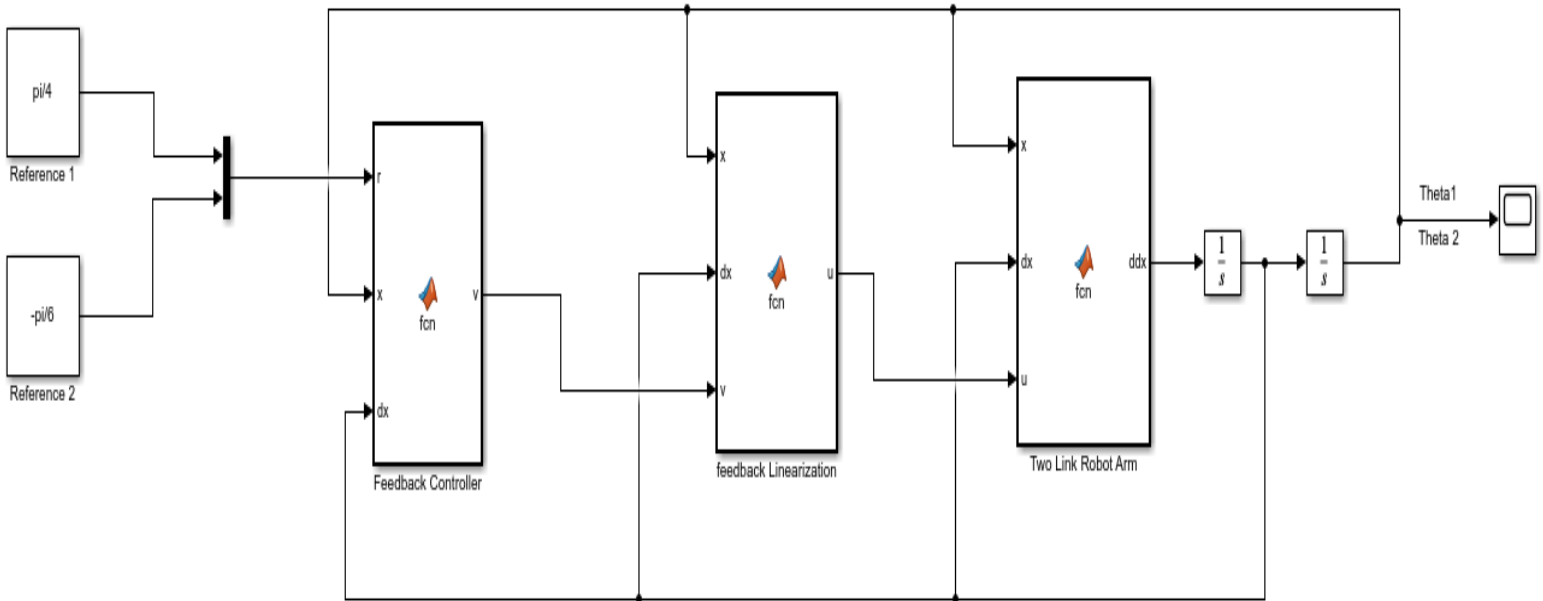 pi/4
Reference 1
-pi/6
Reference 2
r
x
dx
v
fcn
Feedback Controller
x
dx
v
u
fcn
feedback Linearization
x
dx
u
ddx
fcn
Two Link Robot Arm
1
s
1
s
Theta1
Theta 2